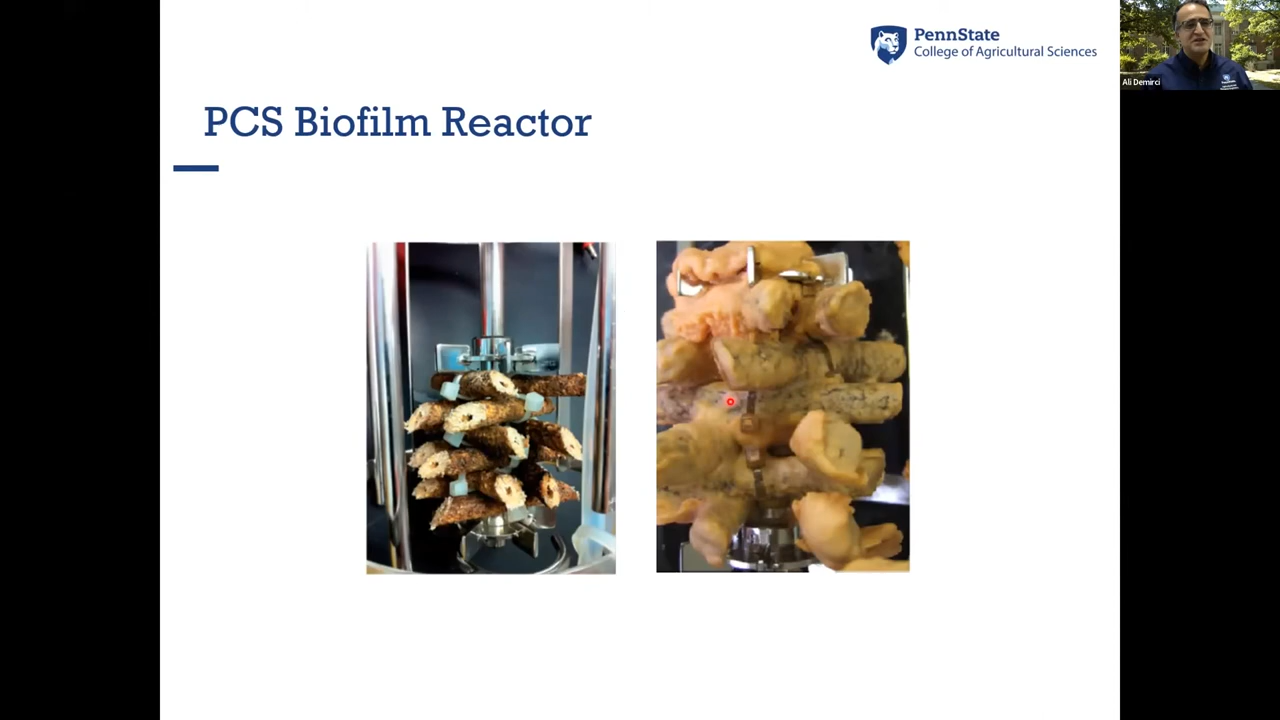 PennState
College of Agricultural Sciences
Ali Demirci
PCS Biofilm Reactor